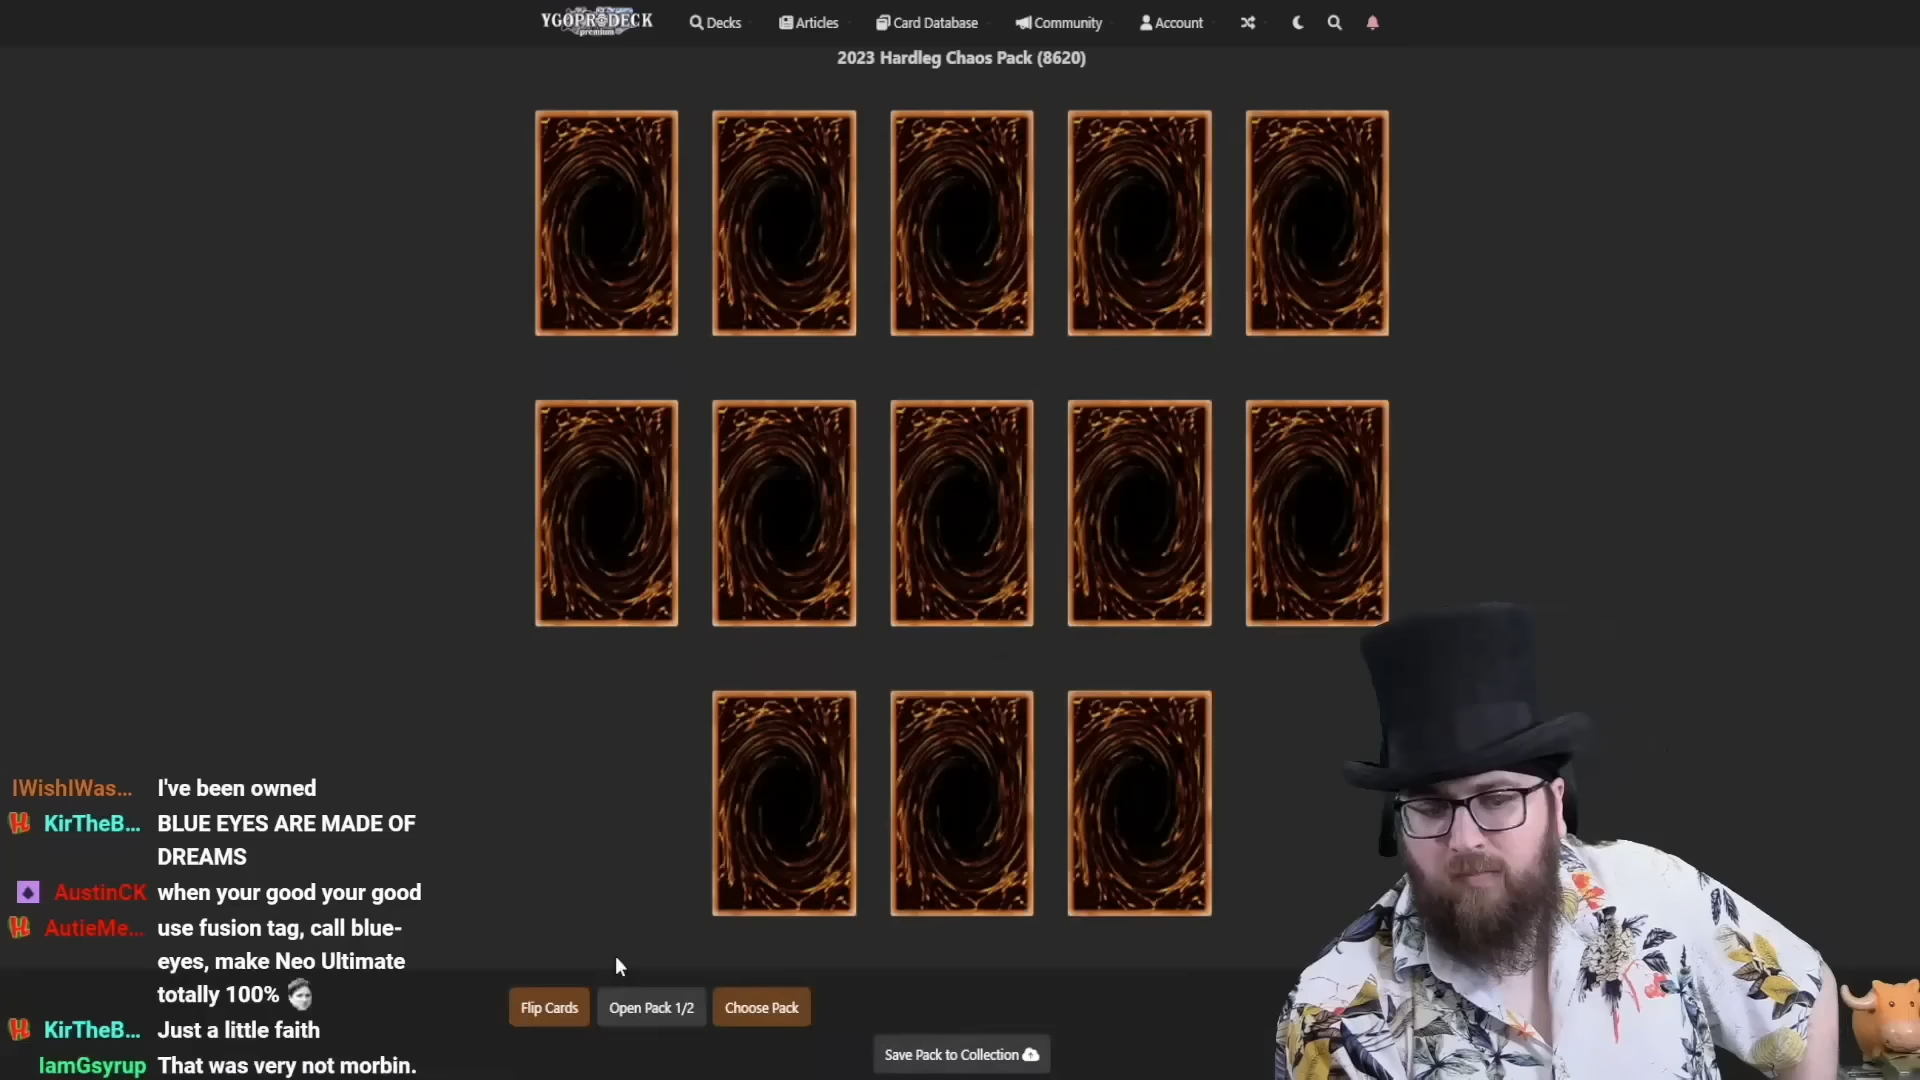 YGOPRODECK
premium
Decks
Articles
Card Database
Community
Account
2023 Hardleg Chaos Pack (8620)
IWishIWas... I've been owned
KirTheB... BLUE EYES ARE MADE OF
DREAMS
AustinCK when your good your good
AutieMe... use fusion tag, call blue-
eyes, make Neo Ultimate
totally 100%
KirTheB... Just a little faith
IamGsyrup That was very not morbin.
Flip Cards
Open Pack 1/2
Choose Pack
Save Pack to Collection